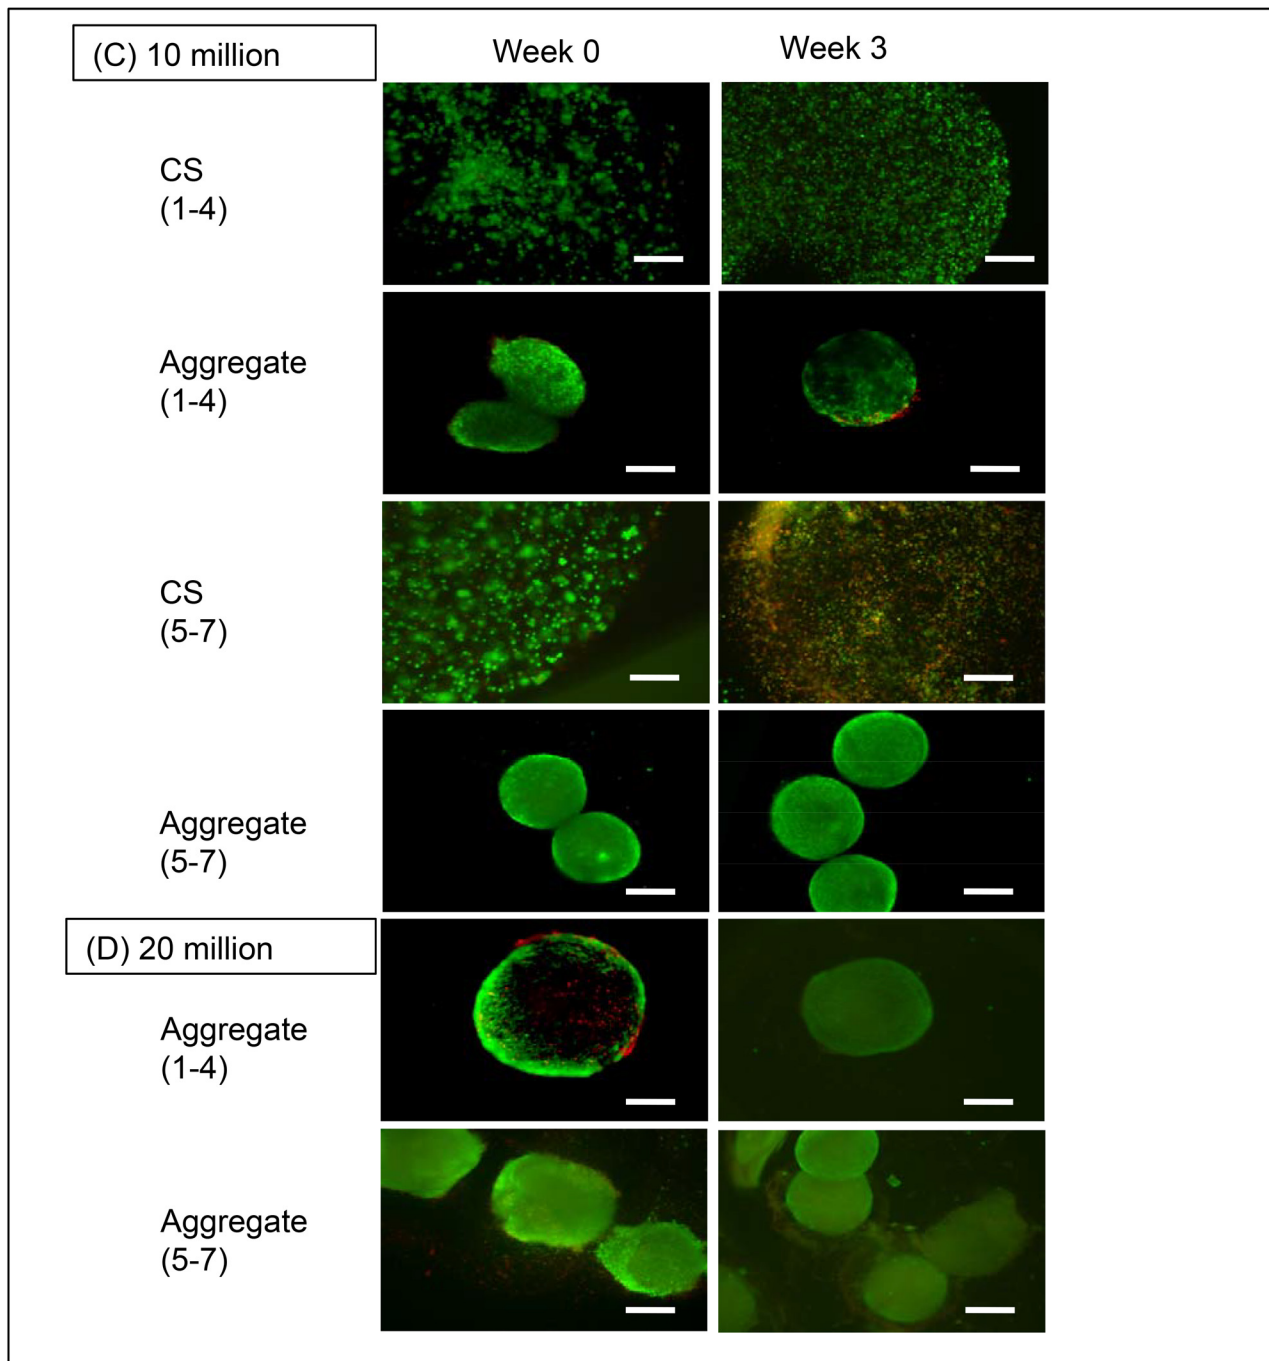 (C) 10 million
Week 0
Week 3
CS
(1-4)
Aggregate
(1-4)
CS
(5-7)
Aggregate
(5-7)
(D) 20 million
Aggregate
(1-4)
Aggregate
(5-7)